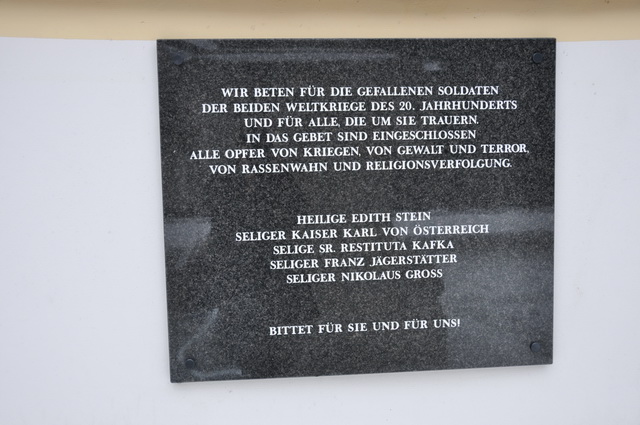 WIR BETEN FÜR DIE GEFALLENEN SOLDATEN
DER BEIDEN WELTKRIEGE DES 20. JAHRHUNDERTS
UND FÜR ALLE, DIE UM SIE TRAUERN.
IN DAS GEBET SIND EINGESCHLOSSEN
ALLE OPFER VON KRIEGEN, VON GEWALT UND TERROR,
VON RASSENWAHN UND RELIGIONSVERFOLGUNG.
HEILIGE EDITH STEIN
SELIGER KAISER KARL VON ÖSTERREICH
SELIGE SR. RESTITUTA KAFKA
SELIGER FRANZ JÄGERSTÄTTER
SELIGER NIKOLAUS GROSS
BITTET FÜR SIE UND FÜR UNS!